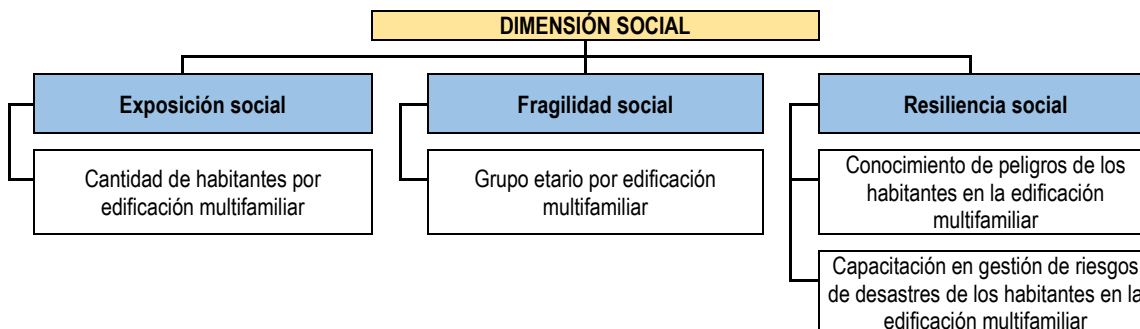 DIMENSIÓN SOCIAL
Exposición social
Cantidad de habitantes por
edificación multifamiliar
Fragilidad social
Grupo etario por edificación
multifamiliar
Resiliencia social
Conocimiento de peligros de los
habitantes en la edificación
multifamiliar
Capacitación en gestión de riesgos
de desastres de los habitantes en la
edificación multifamiliar